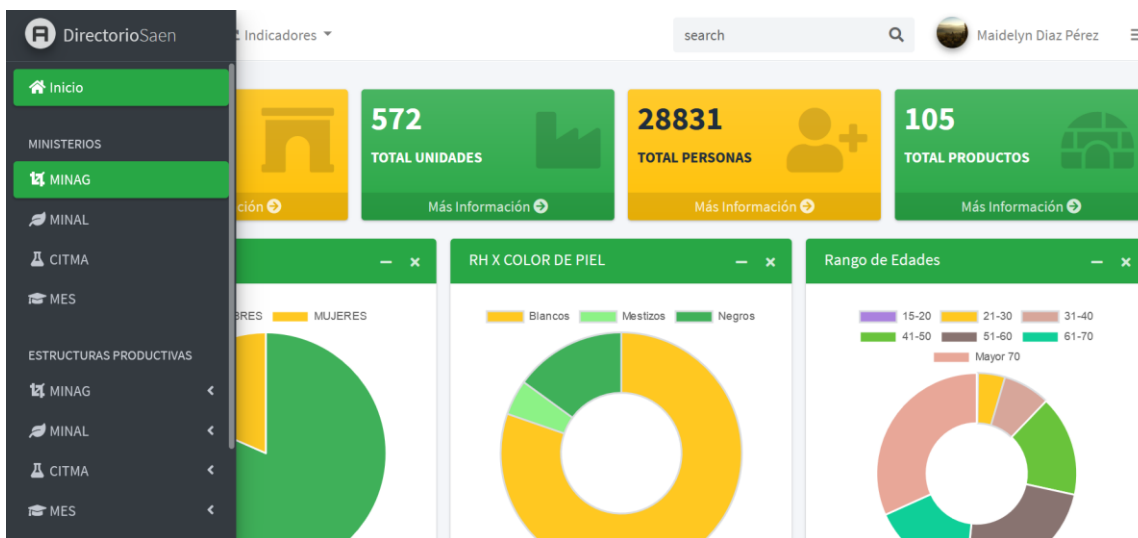 DirectorioSaen
Indicadores
search
Maidelyn Diaz Pérez
Inicio
MINISTERIOS
MINAG
MINAL
CITMA
MES
ESTRUCTURAS PRODUCTIVAS
MINAG
MINAL
CITMA
MES
ción
572
TOTAL UNIDADES
Más Información
28831
TOTAL PERSONAS
Más Información
105
TOTAL PRODUCTOS
Más Información
BRES MUJERES
RH X COLOR DE PIEL
Blancos Mestizos Negros
Rango de Edades
15-20 21-30 31-40
41-50 51-60 61-70
Mayor 70